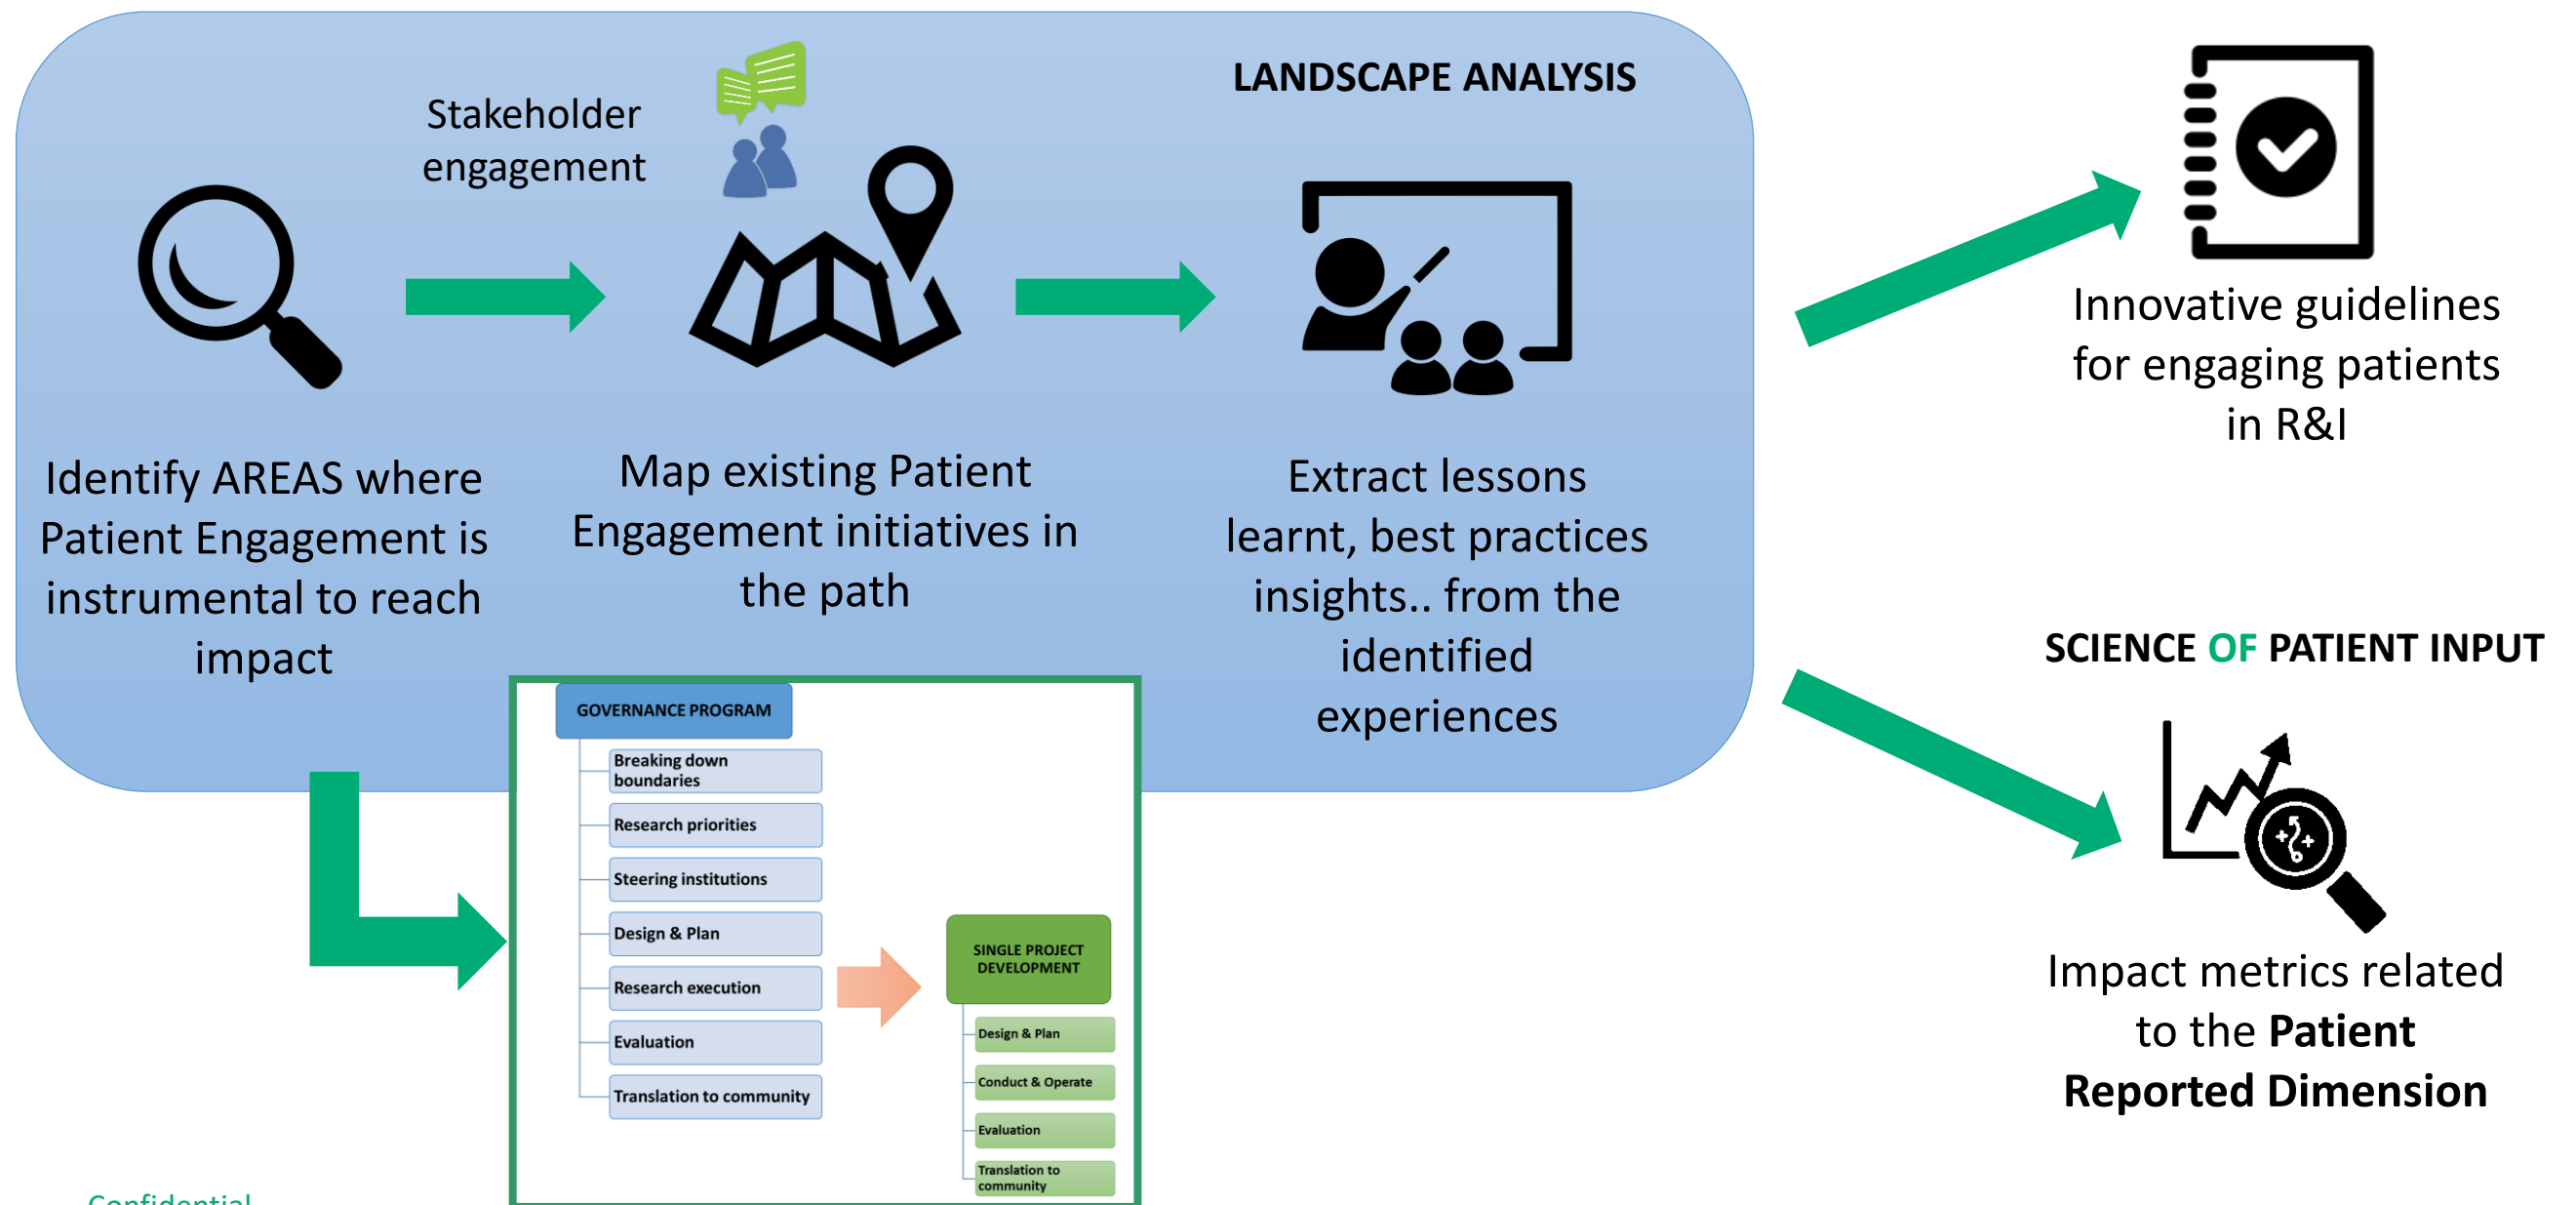 LANDSCAPE ANALYSIS
Stakeholder
engagement
Identify AREAS where
Patient Engagement is
instrumental to reach
impact
Map existing Patient
Engagement initiatives in
the path
Extract lessons
learnt, best practices
insights.. from the
identified
experiences
Innovative guidelines
for engaging patients
in R&I
SCIENCE OF PATIENT INPUT
Impact metrics related
to the Patient
Reported Dimension
GOVERNANCE PROGRAM
Breaking down
boundaries
Research priorities
Steering institutions
Design & Plan
Research execution
Evaluation
Translation to community
SINGLE PROJECT
DEVELOPMENT
Design & Plan
Conduct & Operate
Evaluation
Translation to
community
Confidential